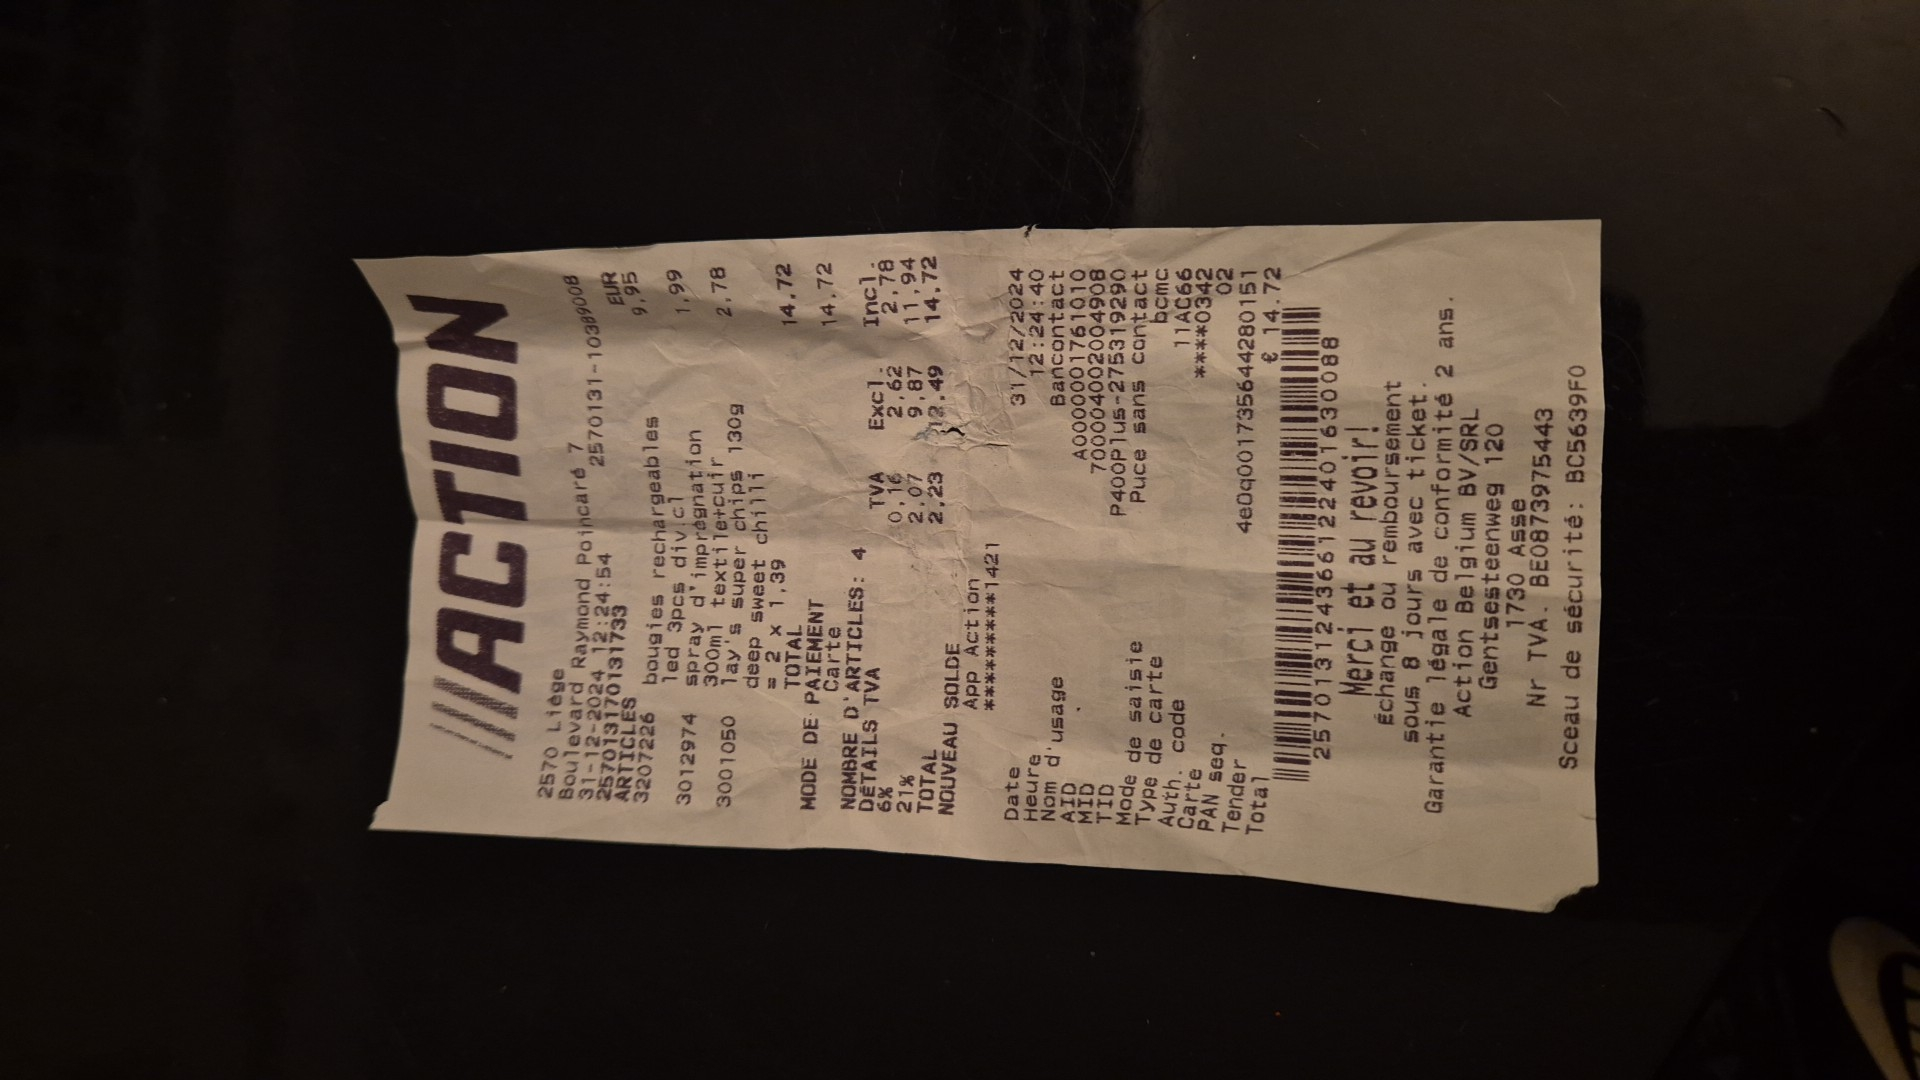 ///ACTION
2570 Liège
Boulevard Raymond Poincaré 7
31-12-2024 12:24:54 2570131-10389008
2570131170131733
ARTICLES EUR
3207226 bougies rechargeables 9,95
led 3pcs div.cl
3012974 spray d'imprégnation 1,99
300ml textile+cuir
3001050 lay's super chips 130g 2,78
deep sweet chilli
= 2 x 1,39
TOTAL 14,72
MODE DE PAIEMENT
Carte 14,72
NOMBRE D'ARTICLES: 4
DÉTAILS TVA TVA Excl. Incl.
6% 0,16 2,62 2,78
21% 2,07 9,87 11,94
TOTAL 2,23 12,49 14,72
NOUVEAU SOLDE
App Action
***********1421
Date 31/12/2024
Heure 12:24:40
Nom d'usage Bancontact
AID A0000001761010
MID 7000040020004908
TID P400Plus-275319290
Mode de saisie Puce sans contact
Type de carte bcmc
Auth. code 11AC66
Carte ****0342
PAN seq. 02
Tender 4e0q001735644280151
Total € 14.72
257013124366122401630088
Merci et au revoir!
Échange ou remboursement
sous 8 jours avec ticket.
Garantie légale de conformité 2 ans.
Action Belgium BV/SRL
Gentsesteenweg 120
1730 Asse
Nr TVA. BE0873975443
Sceau de sécurité: BC5639F0